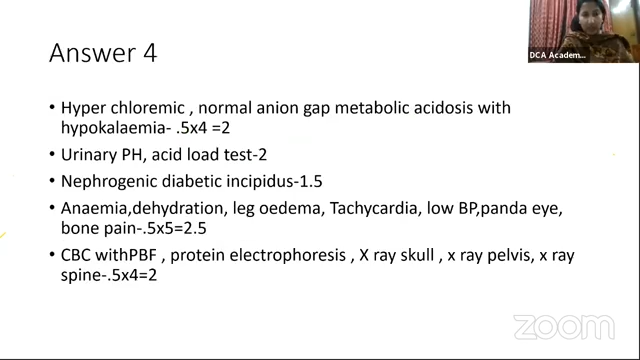 DCA Academ...
Answer 4
• Hyper chloremic , normal anion gap metabolic acidosis with
hypokalaemia- .5x4 =2
• Urinary PH, acid load test-2
• Nephrogenic diabetic incipidus-1.5
• Anaemia,dehydration, leg oedema, Tachycardia, low BP,panda eye,
bone pain-.5x5=2.5
• CBC withPBF , protein electrophoresis , X ray skull , x ray pelvis, x ray
spine-.5x4=2
zoom